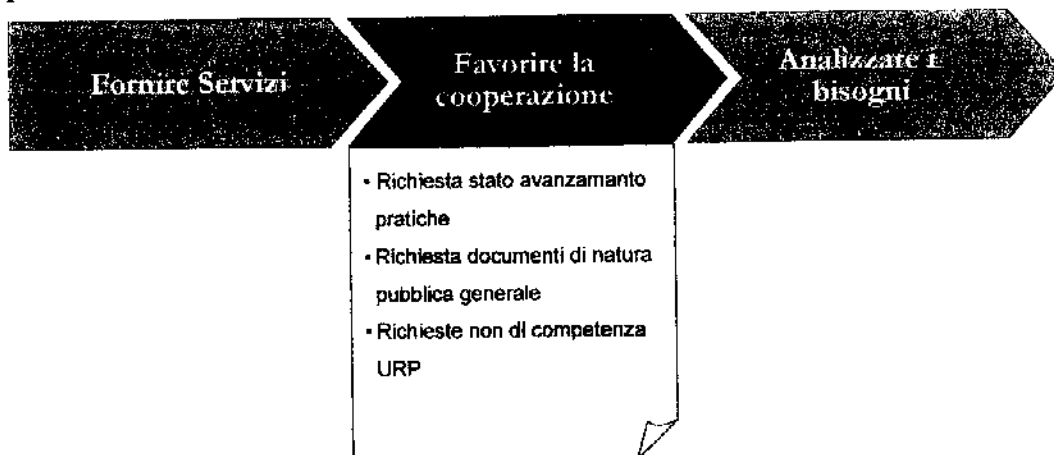 Fornire Servizi
Favorire la
cooperazione
Analizzate i
bisogni
• Richiesta stato avanzamanto
pratiche
• Richiesta documenti di natura
pubblica generale
• Richieste non di competenza
URP